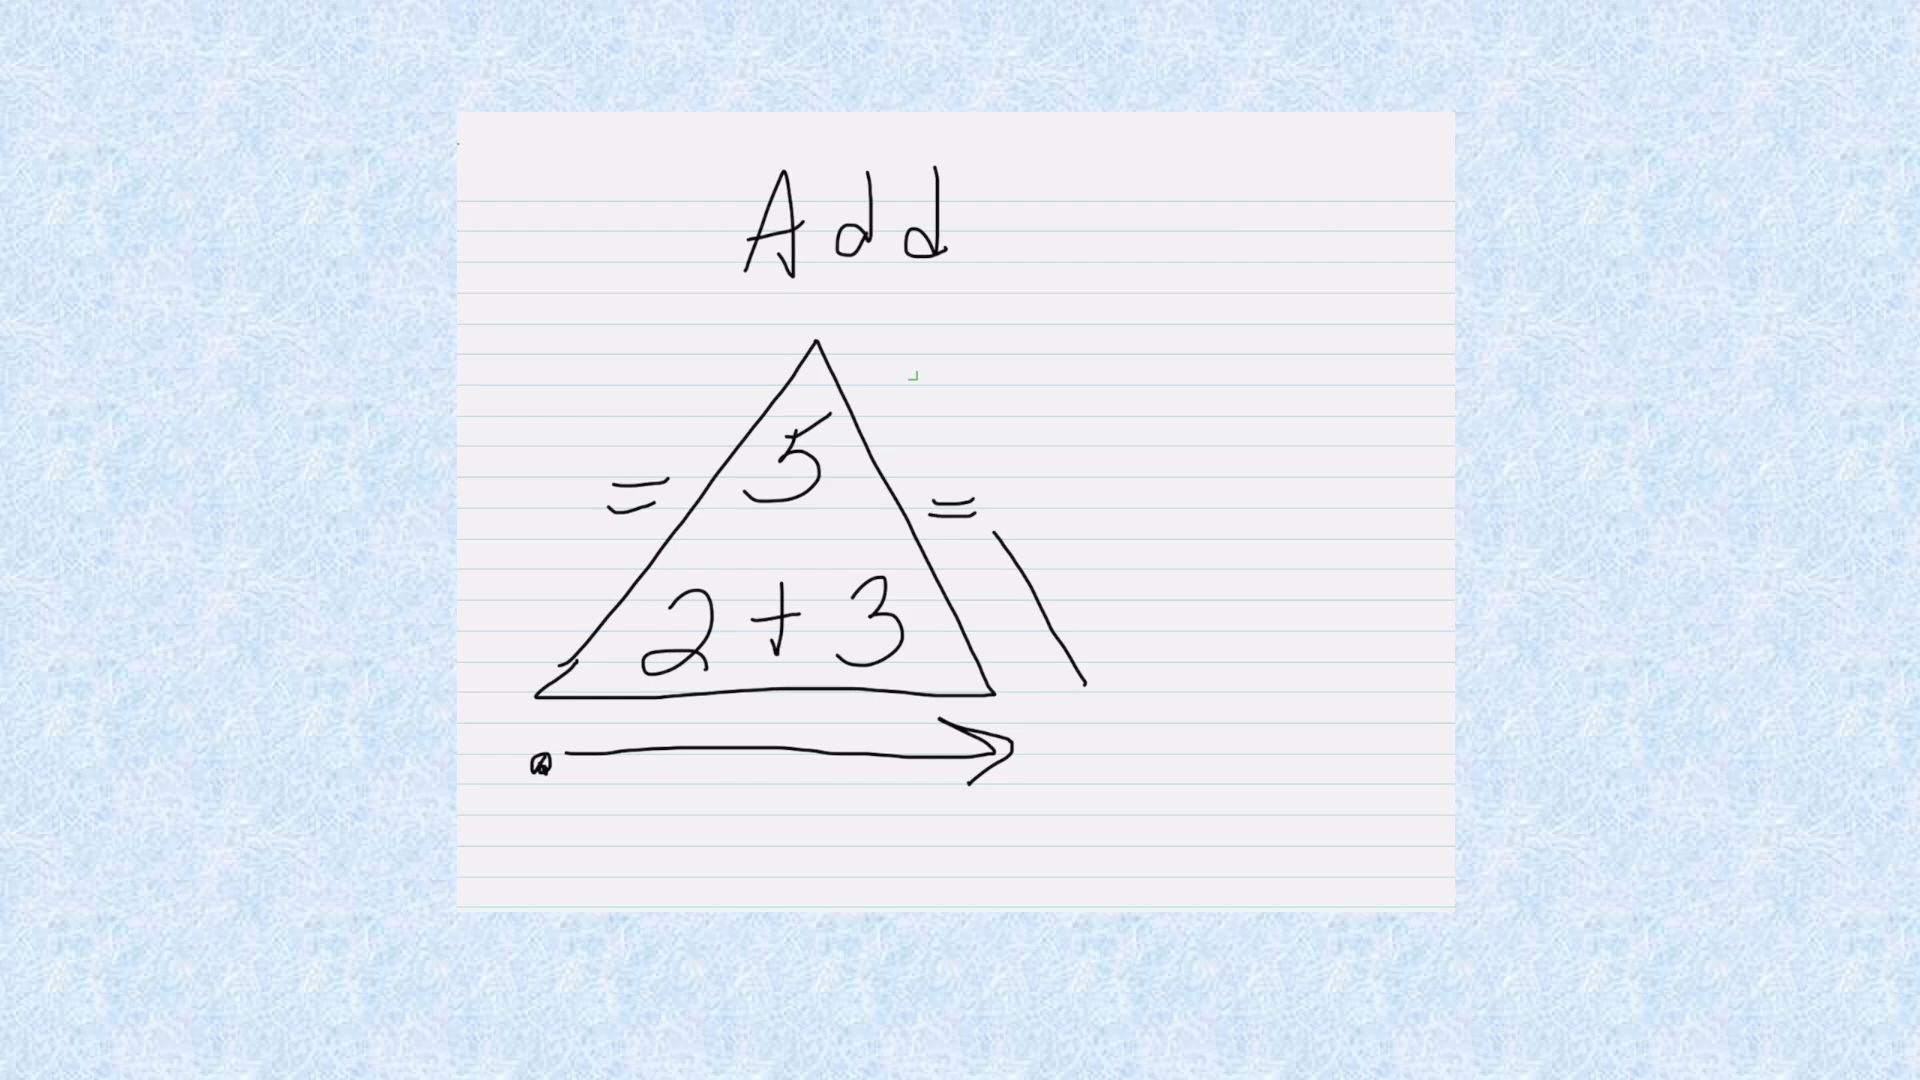 Add
5
= =
2 + 3